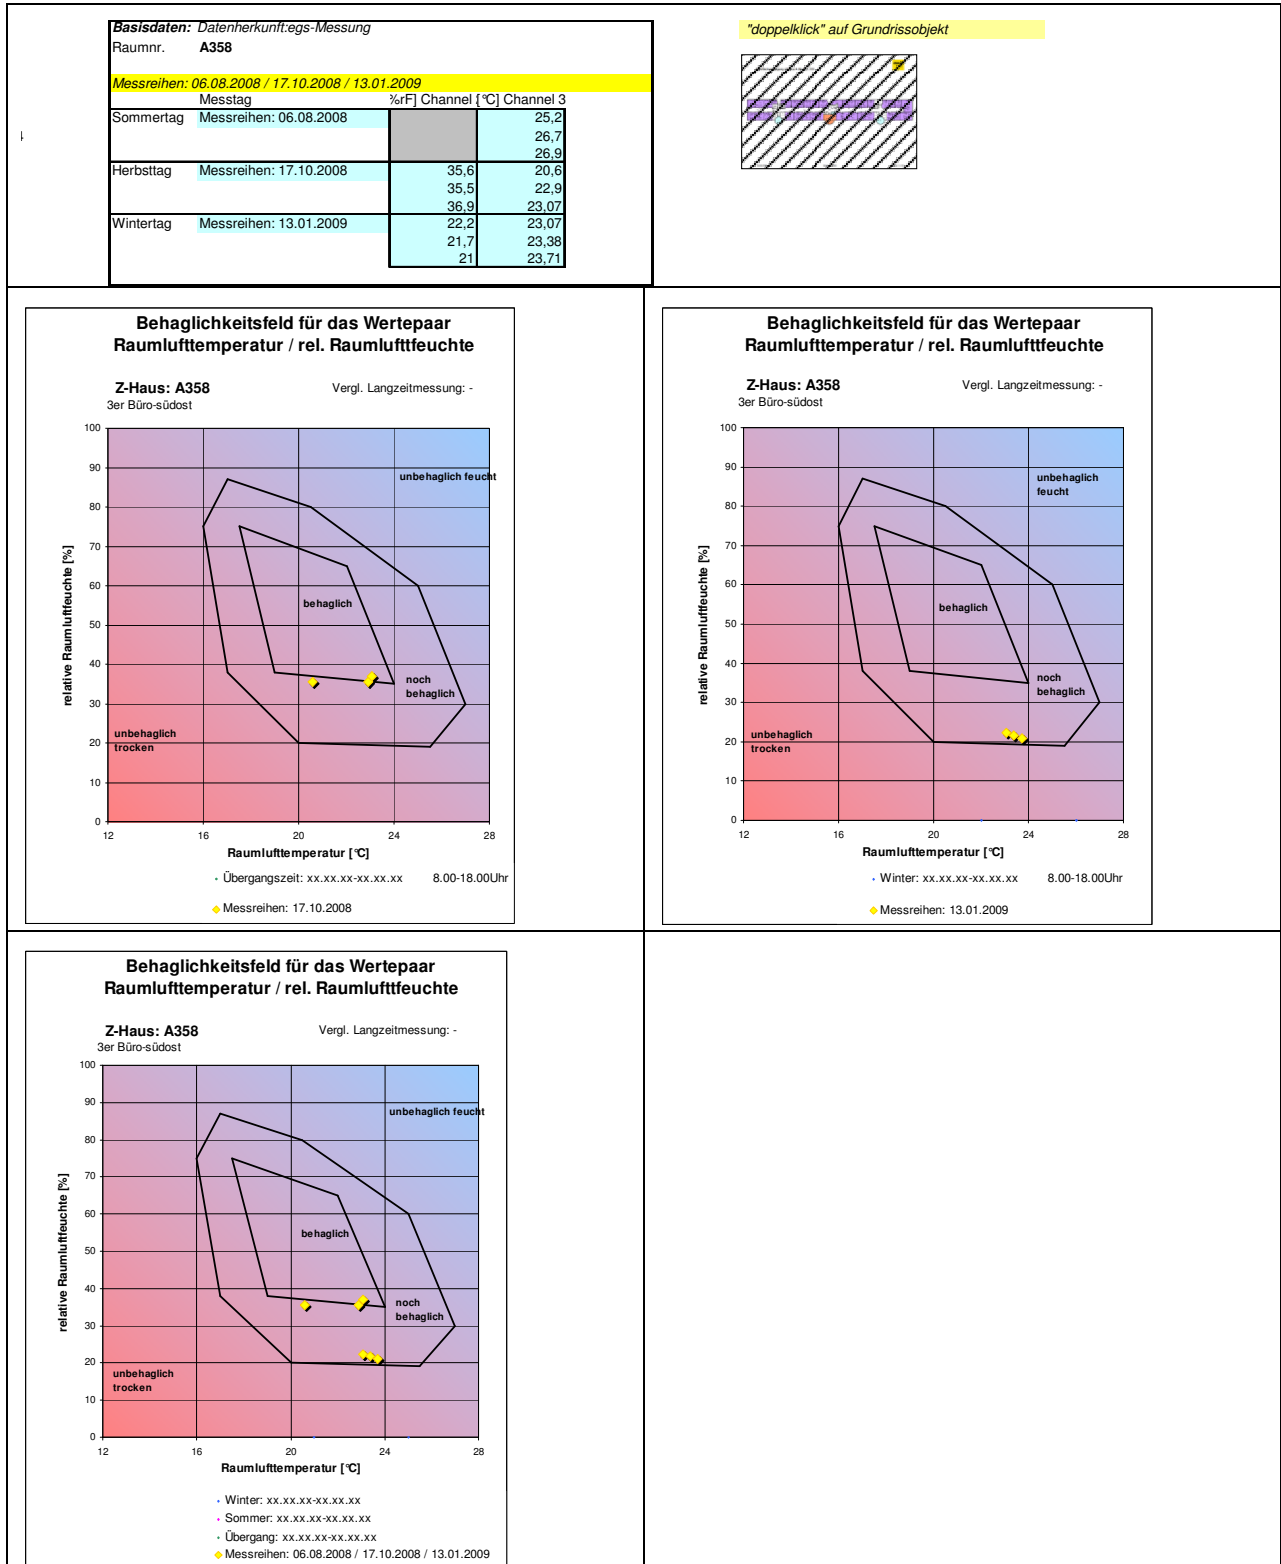 Basisdaten: Datenherkunft:egs-Messung
Raumnr. A358
Messreihen: 06.08.2008 / 17.10.2008 / 13.01.2009
Messtag %rF] Channel [°C] Channel 3
Sommertag Messreihen: 06.08.2008 25,2
26,7
26,9
Herbsttag Messreihen: 17.10.2008 35,6 20,6
35,5 22,9
36,9 23,07
Wintertag Messreihen: 13.01.2009 22,2 23,07
21,7 23,38
21 23,71
"doppelklick" auf Grundrissobjekt
Behaglichkeitsfeld für das Wertepaar
Raumlufttemperatur / rel. Raumlufttfeuchte
Z-Haus: A358 Vergl. Langzeitmessung: -
3er Büro-südost
100
90
80
70
60
50
40
30
20
10
0
relative Raumluftfeuchte [%]
unbehaglich feucht
behaglich
noch
behaglich
unbehaglich
trocken
12 16 20 24 28
Raumlufttemperatur [°C]
Übergangszeit: xx.xx.xx-xx.xx.xx 8.00-18.00Uhr
Messreihen: 17.10.2008
Behaglichkeitsfeld für das Wertepaar
Raumlufttemperatur / rel. Raumlufttfeuchte
Z-Haus: A358 Vergl. Langzeitmessung: -
3er Büro-südost
100
90
80
70
60
50
40
30
20
10
0
relative Raumluftfeuchte [%]
unbehaglich
feucht
behaglich
noch
behaglich
unbehaglich
trocken
12 16 20 24 28
Raumlufttemperatur [°C]
Winter: xx.xx.xx-xx.xx.xx 8.00-18.00Uhr
Messreihen: 13.01.2009
Behaglichkeitsfeld für das Wertepaar
Raumlufttemperatur / rel. Raumlufttfeuchte
Z-Haus: A358 Vergl. Langzeitmessung: -
3er Büro-südost
100
90
80
70
60
50
40
30
20
10
0
relative Raumluftfeuchte [%]
unbehaglich feucht
behaglich
noch
behaglich
unbehaglich
trocken
12 16 20 24 28
Raumlufttemperatur [°C]
Winter: xx.xx.xx-xx.xx.xx
Sommer: xx.xx.xx-xx.xx.xx
Übergang: xx.xx.xx-xx.xx.xx
Messreihen: 06.08.2008 / 17.10.2008 / 13.01.2009